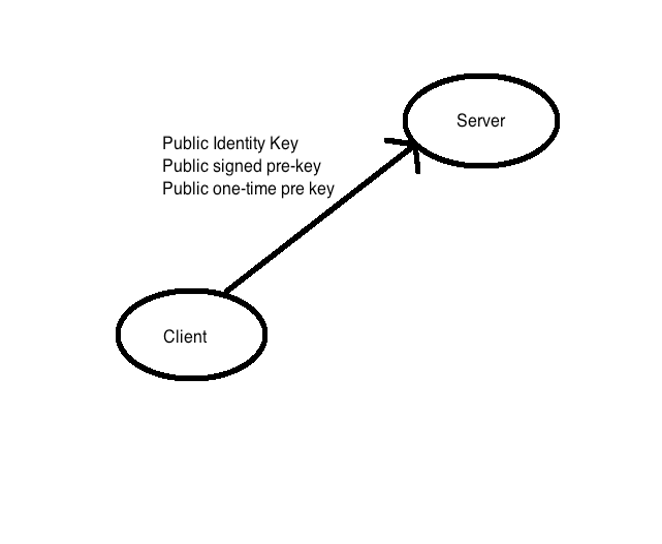 Server
Public Identity Key
Public signed pre-key
Public one-time pre key
Client